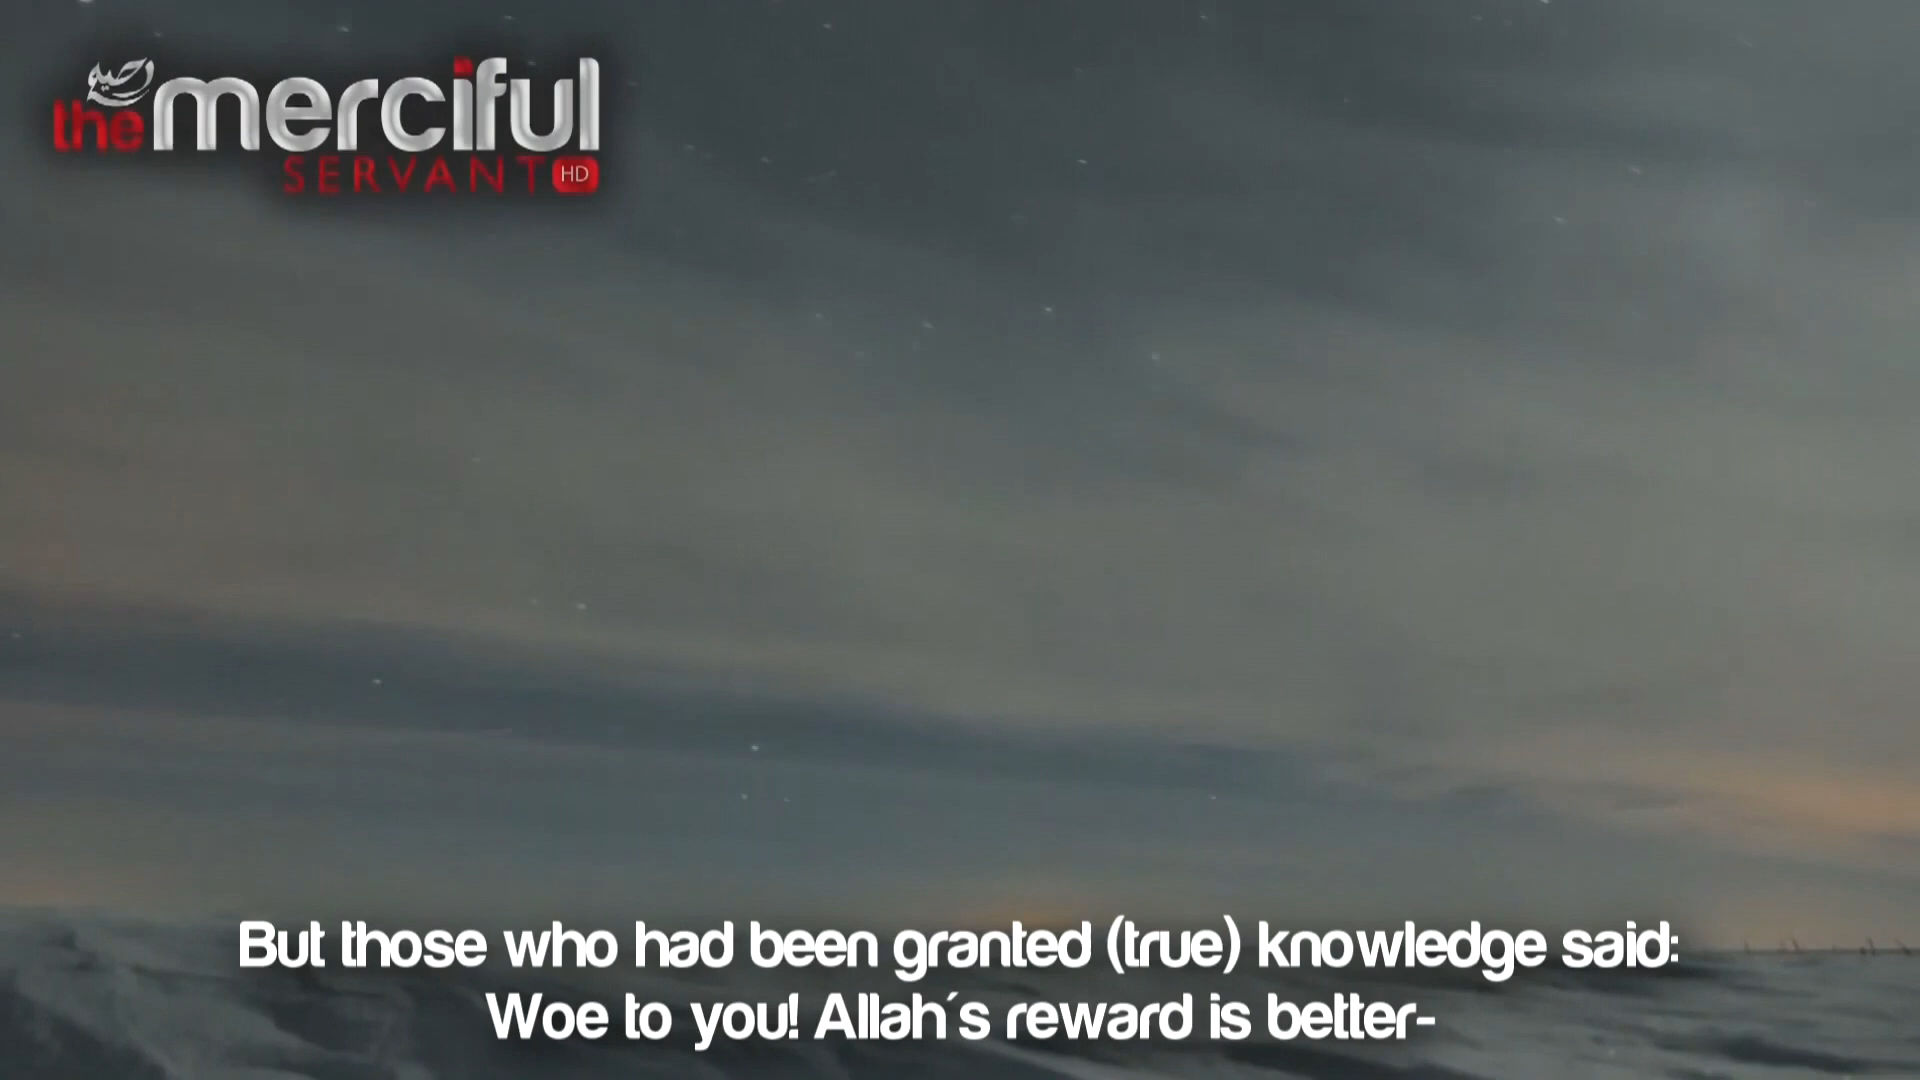 the merciful
SERVANT HD
But those who had been granted (true) knowledge said:
Woe to you! Allah´s reward is better-